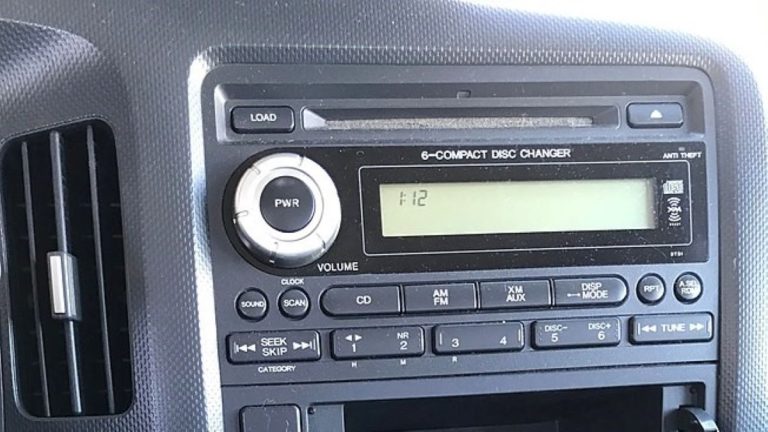 LOAD
6-COMPACT DISC CHANGER
ANTI THEFT
PWR
1:12
XM
VOLUME
CLOCK
SOUND
SCAN
CD
AM
FM
XM
AUX
DISP
MODE
RPT
A.SEL
RDM
SEEK
SKIP
1
NR
2
3
4
DISC-
5
DISC+
6
TUNE
CATEGORY
H
M
R